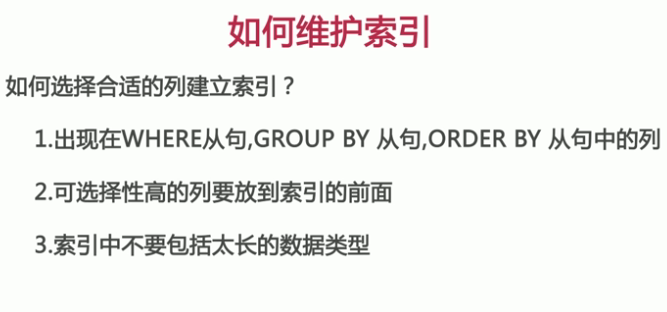 如何维护索引
如何选择合适的列建立索引？
1.出现在WHERE从句,GROUP BY 从句,ORDER BY 从句中的列
2.可选择性高的列要放到索引的前面
3.索引中不要包括太长的数据类型